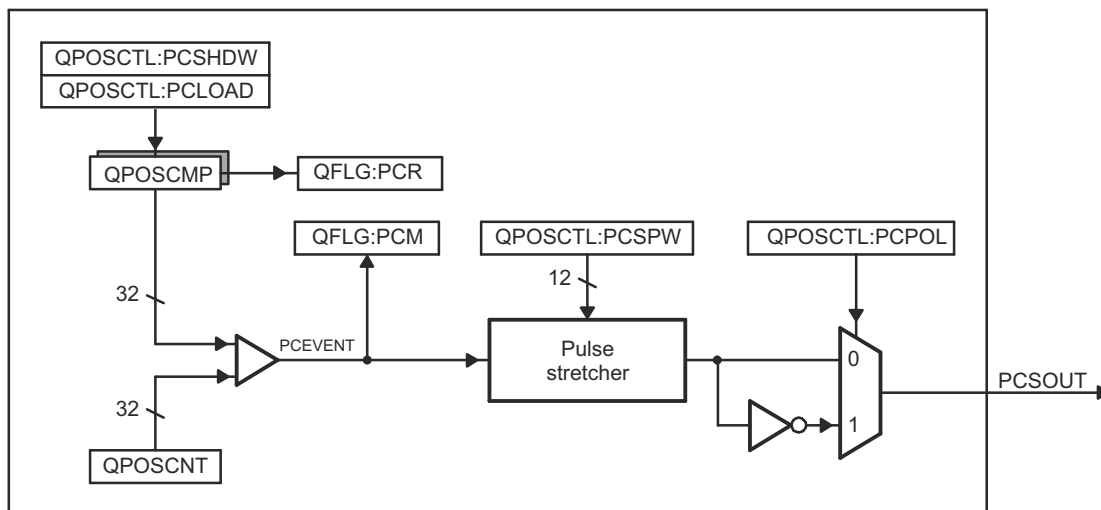 QPOSCTL:PCSHDW
QPOSCTL:PCLOAD
QPOSCMP
QFLG:PCR
QFLG:PCM
QPOSCTL:PCSPW
QPOSCTL:PCPOL
12
32
PCEVENT
Pulse
stretcher
0
PCSOUT
32
1
QPOSCNT